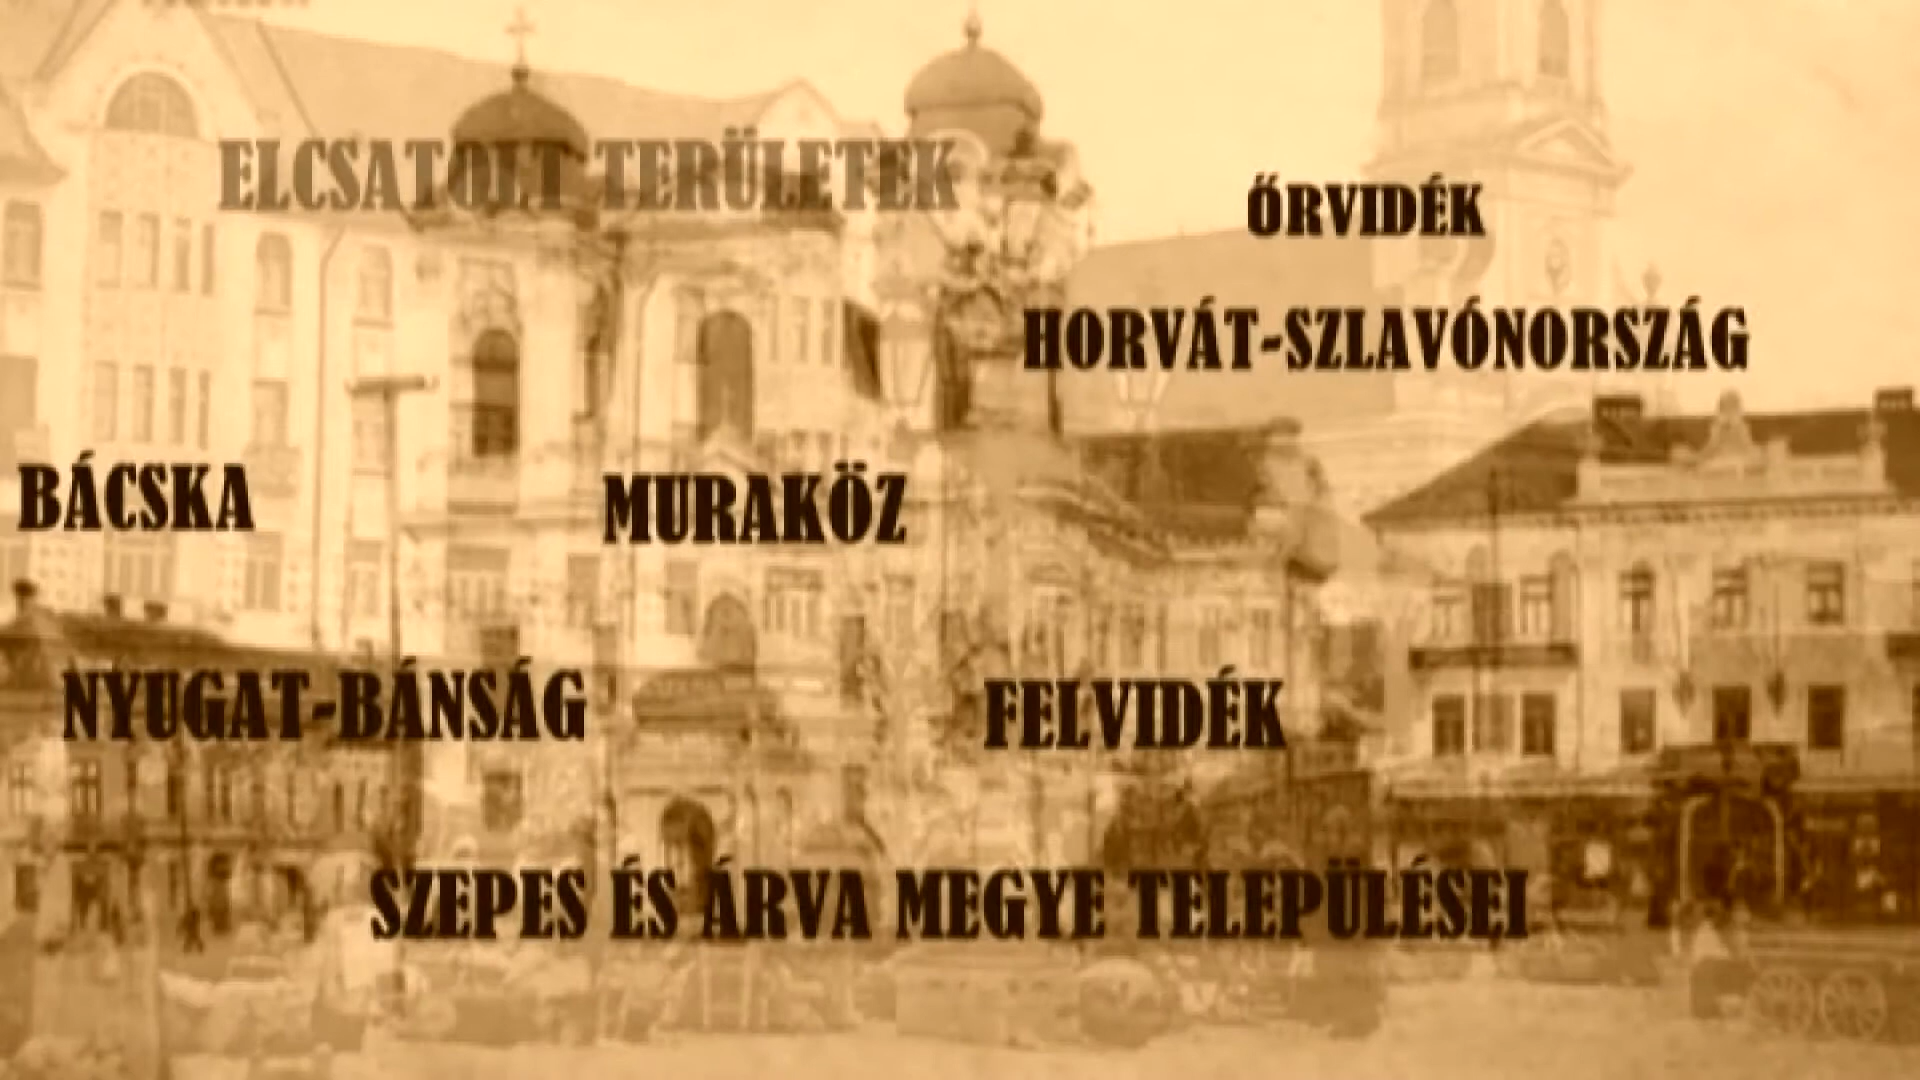 ELCSATOLT TERÜLETEK
ŐRVIDÉK
HORVÁT-SZLAVÓNORSZÁG
BÁCSKA
MURAKÖZ
NYUGAT-BÁNSÁG
FELVIDÉK
SZEPES ÉS ÁRVA MEGYE TELEPÜLÉSEI